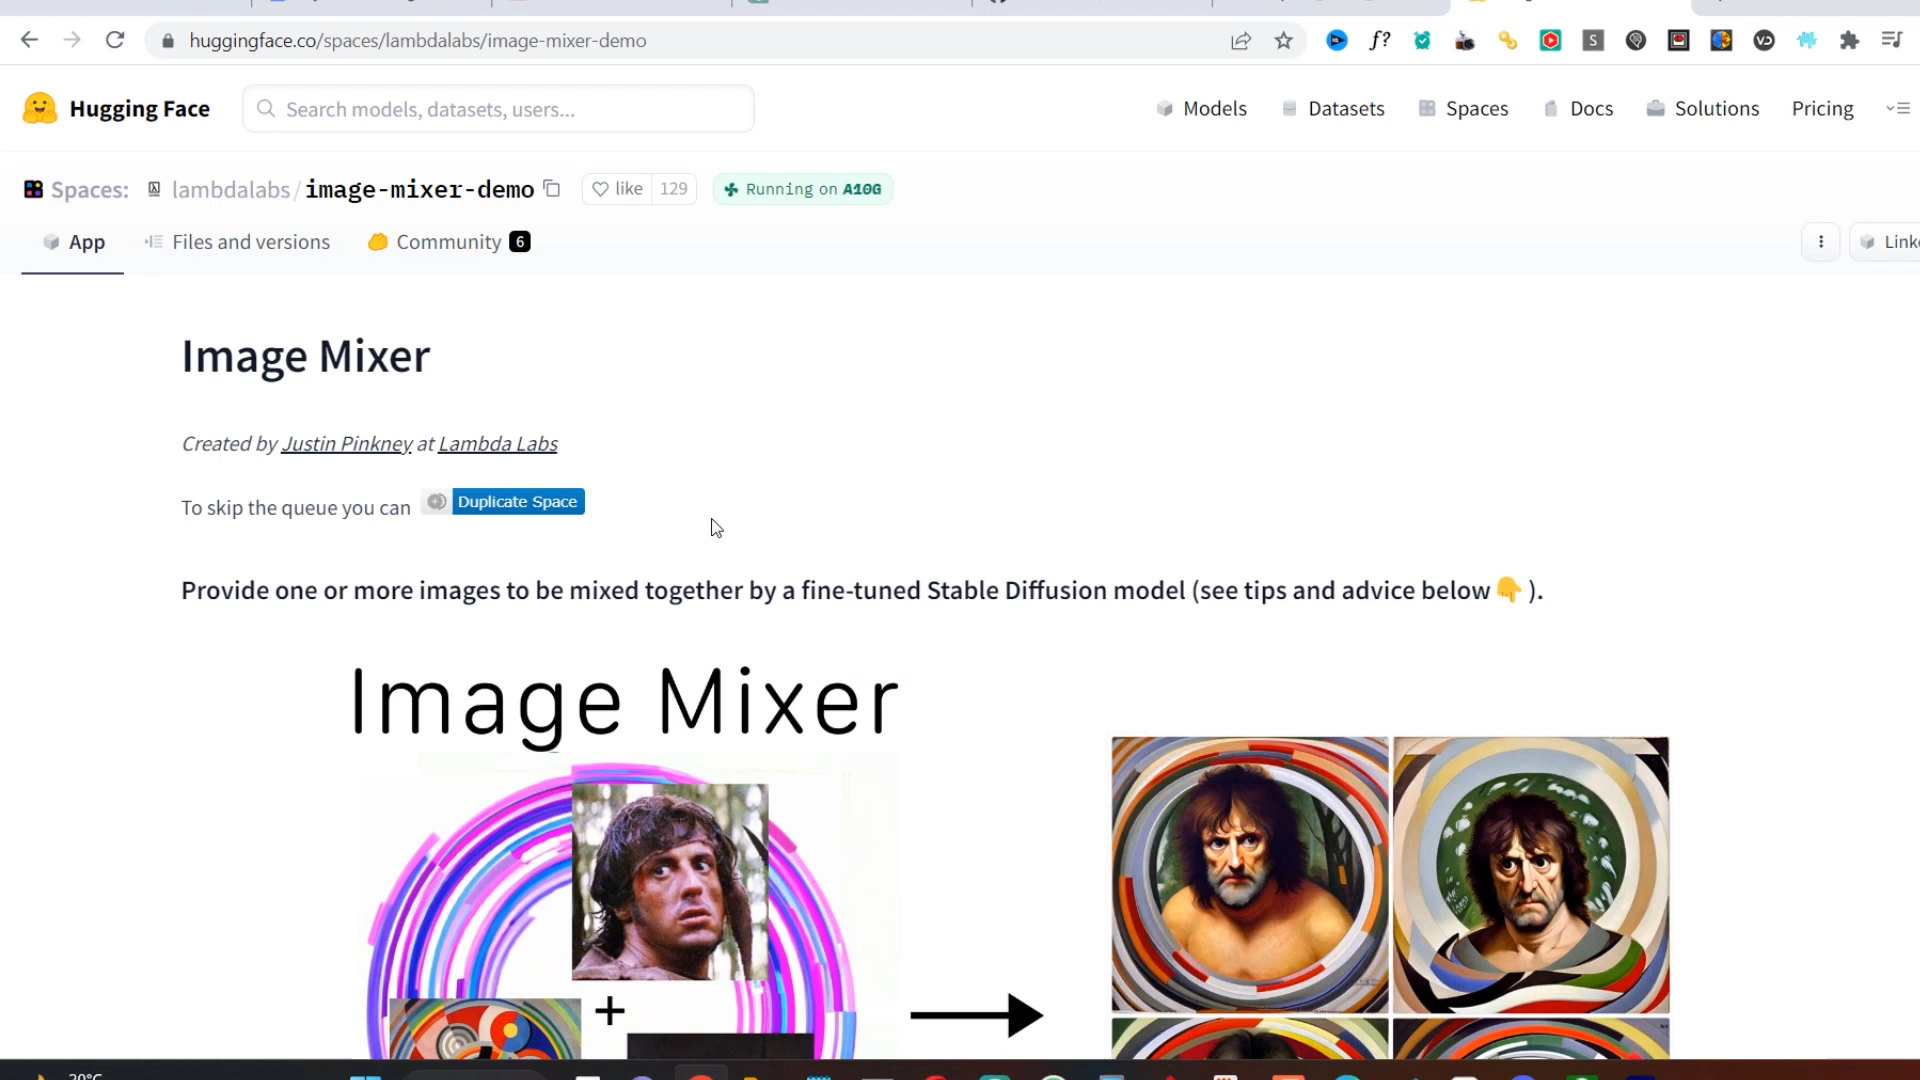 huggingface.co/spaces/lambdalabs/image-mixer-demo
Hugging Face
Search models, datasets, users...
Models
Datasets
Spaces
Docs
Solutions
Pricing
Spaces:
lambdalabs/image-mixer-demo
like
129
Running on A10G
App
Files and versions
Community
6
Image Mixer
Created by Justin Pinkney at Lambda Labs
To skip the queue you can
Duplicate Space
Provide one or more images to be mixed together by a fine-tuned Stable Diffusion model (see tips and advice below👇).
Image Mixer
+